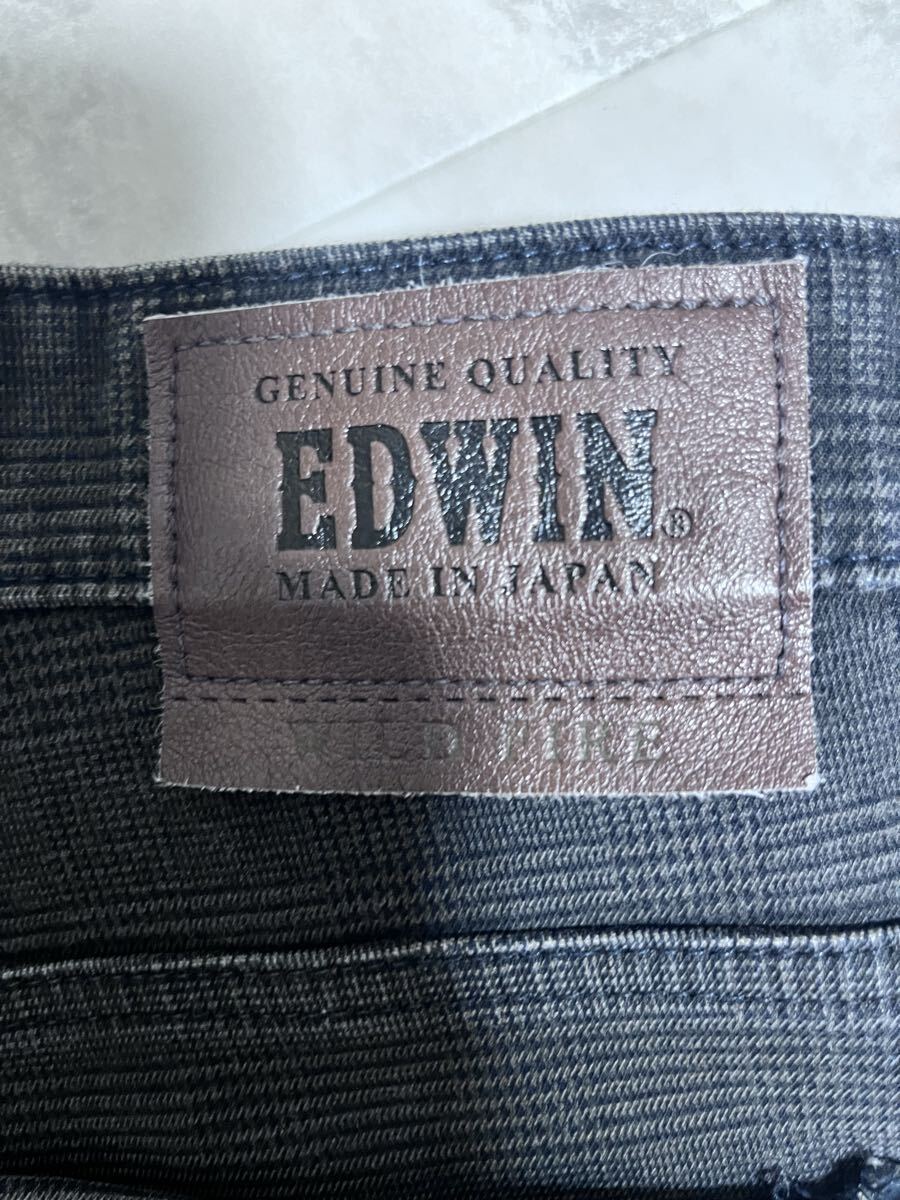 GENUINE QUALITY
EDWIN®
MADE IN JAPAN
WILD FIRE